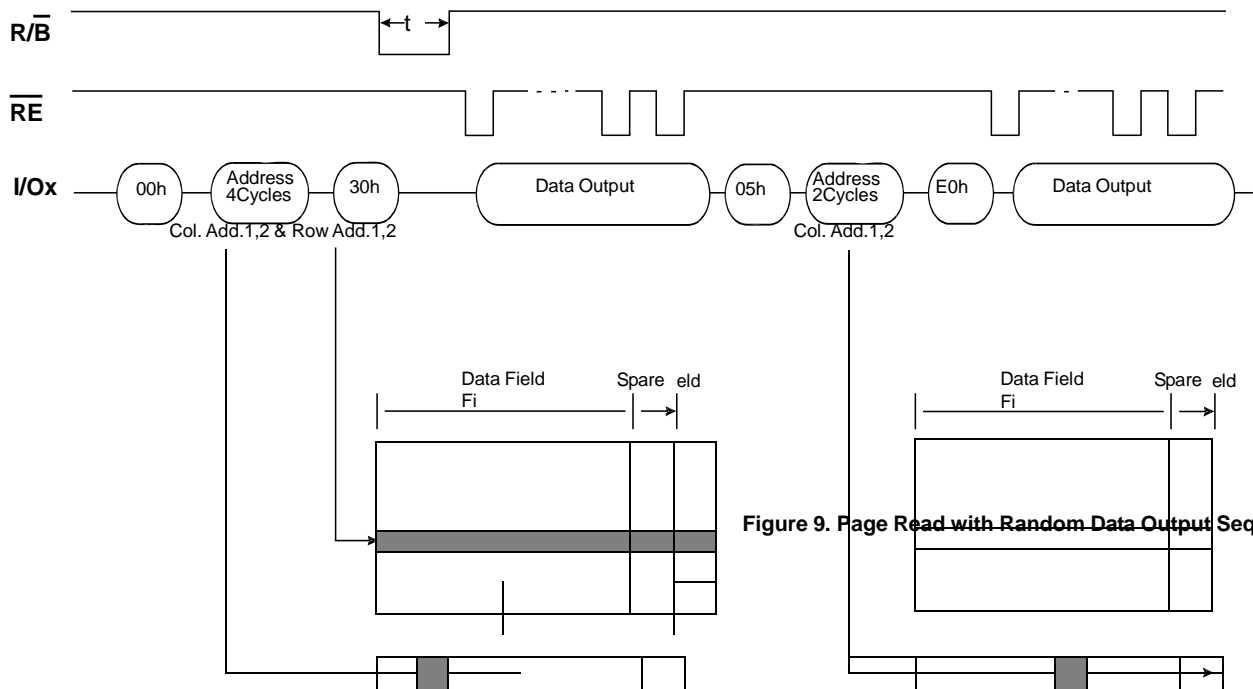 R/B
t
RE
I/Ox
00h
Address
4Cycles
30h
Data Output
05h
Address
2Cycles
E0h
Data Output
Col. Add.1,2 & Row Add.1,2
Col. Add.1,2
Data Field
Fi
Spare
eld
Data Field
Fi
Spare
eld
Figure 9. Page Read with Random Data Output Seq